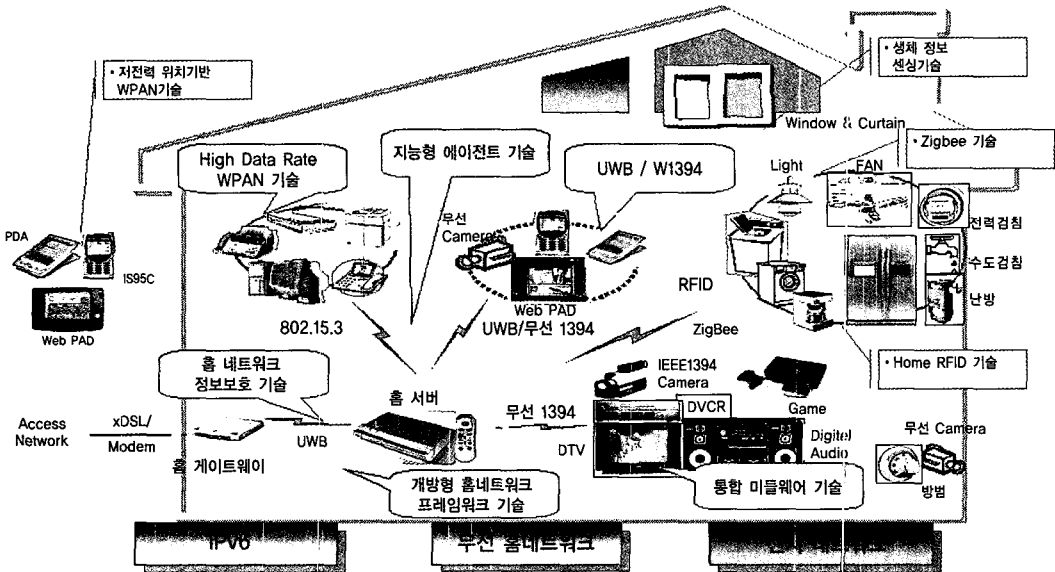 • 저전력 위치기반
WPAN기술
• 생체 정보
센싱기술
Window & Curtain
High Data Rate
WPAN 기술
지능형 에이전트 기술
UWB / W1394
• Zigbee 기술
Light
FAN
전력검침
PDA
IS95C
무선
Camera
수도검침
Web PAD
RFID
난방
Web PAD
802.15.3
UWB/무선 1394
ZigBee
• Home RFID 기술
홈 네트워크
정보보호 기술
홈 서버
IEEE1394
Camera
무선 1394
DVCR
Game
Access
Network
xDSL/
Modem
UWB
홈 게이트웨이
DTV
Digitel
Audio
무선 Camera
방범
개방형 홈네트워크
프레임워크 기술
통합 미들웨어 기술
IPV6
무선 홈네트워크